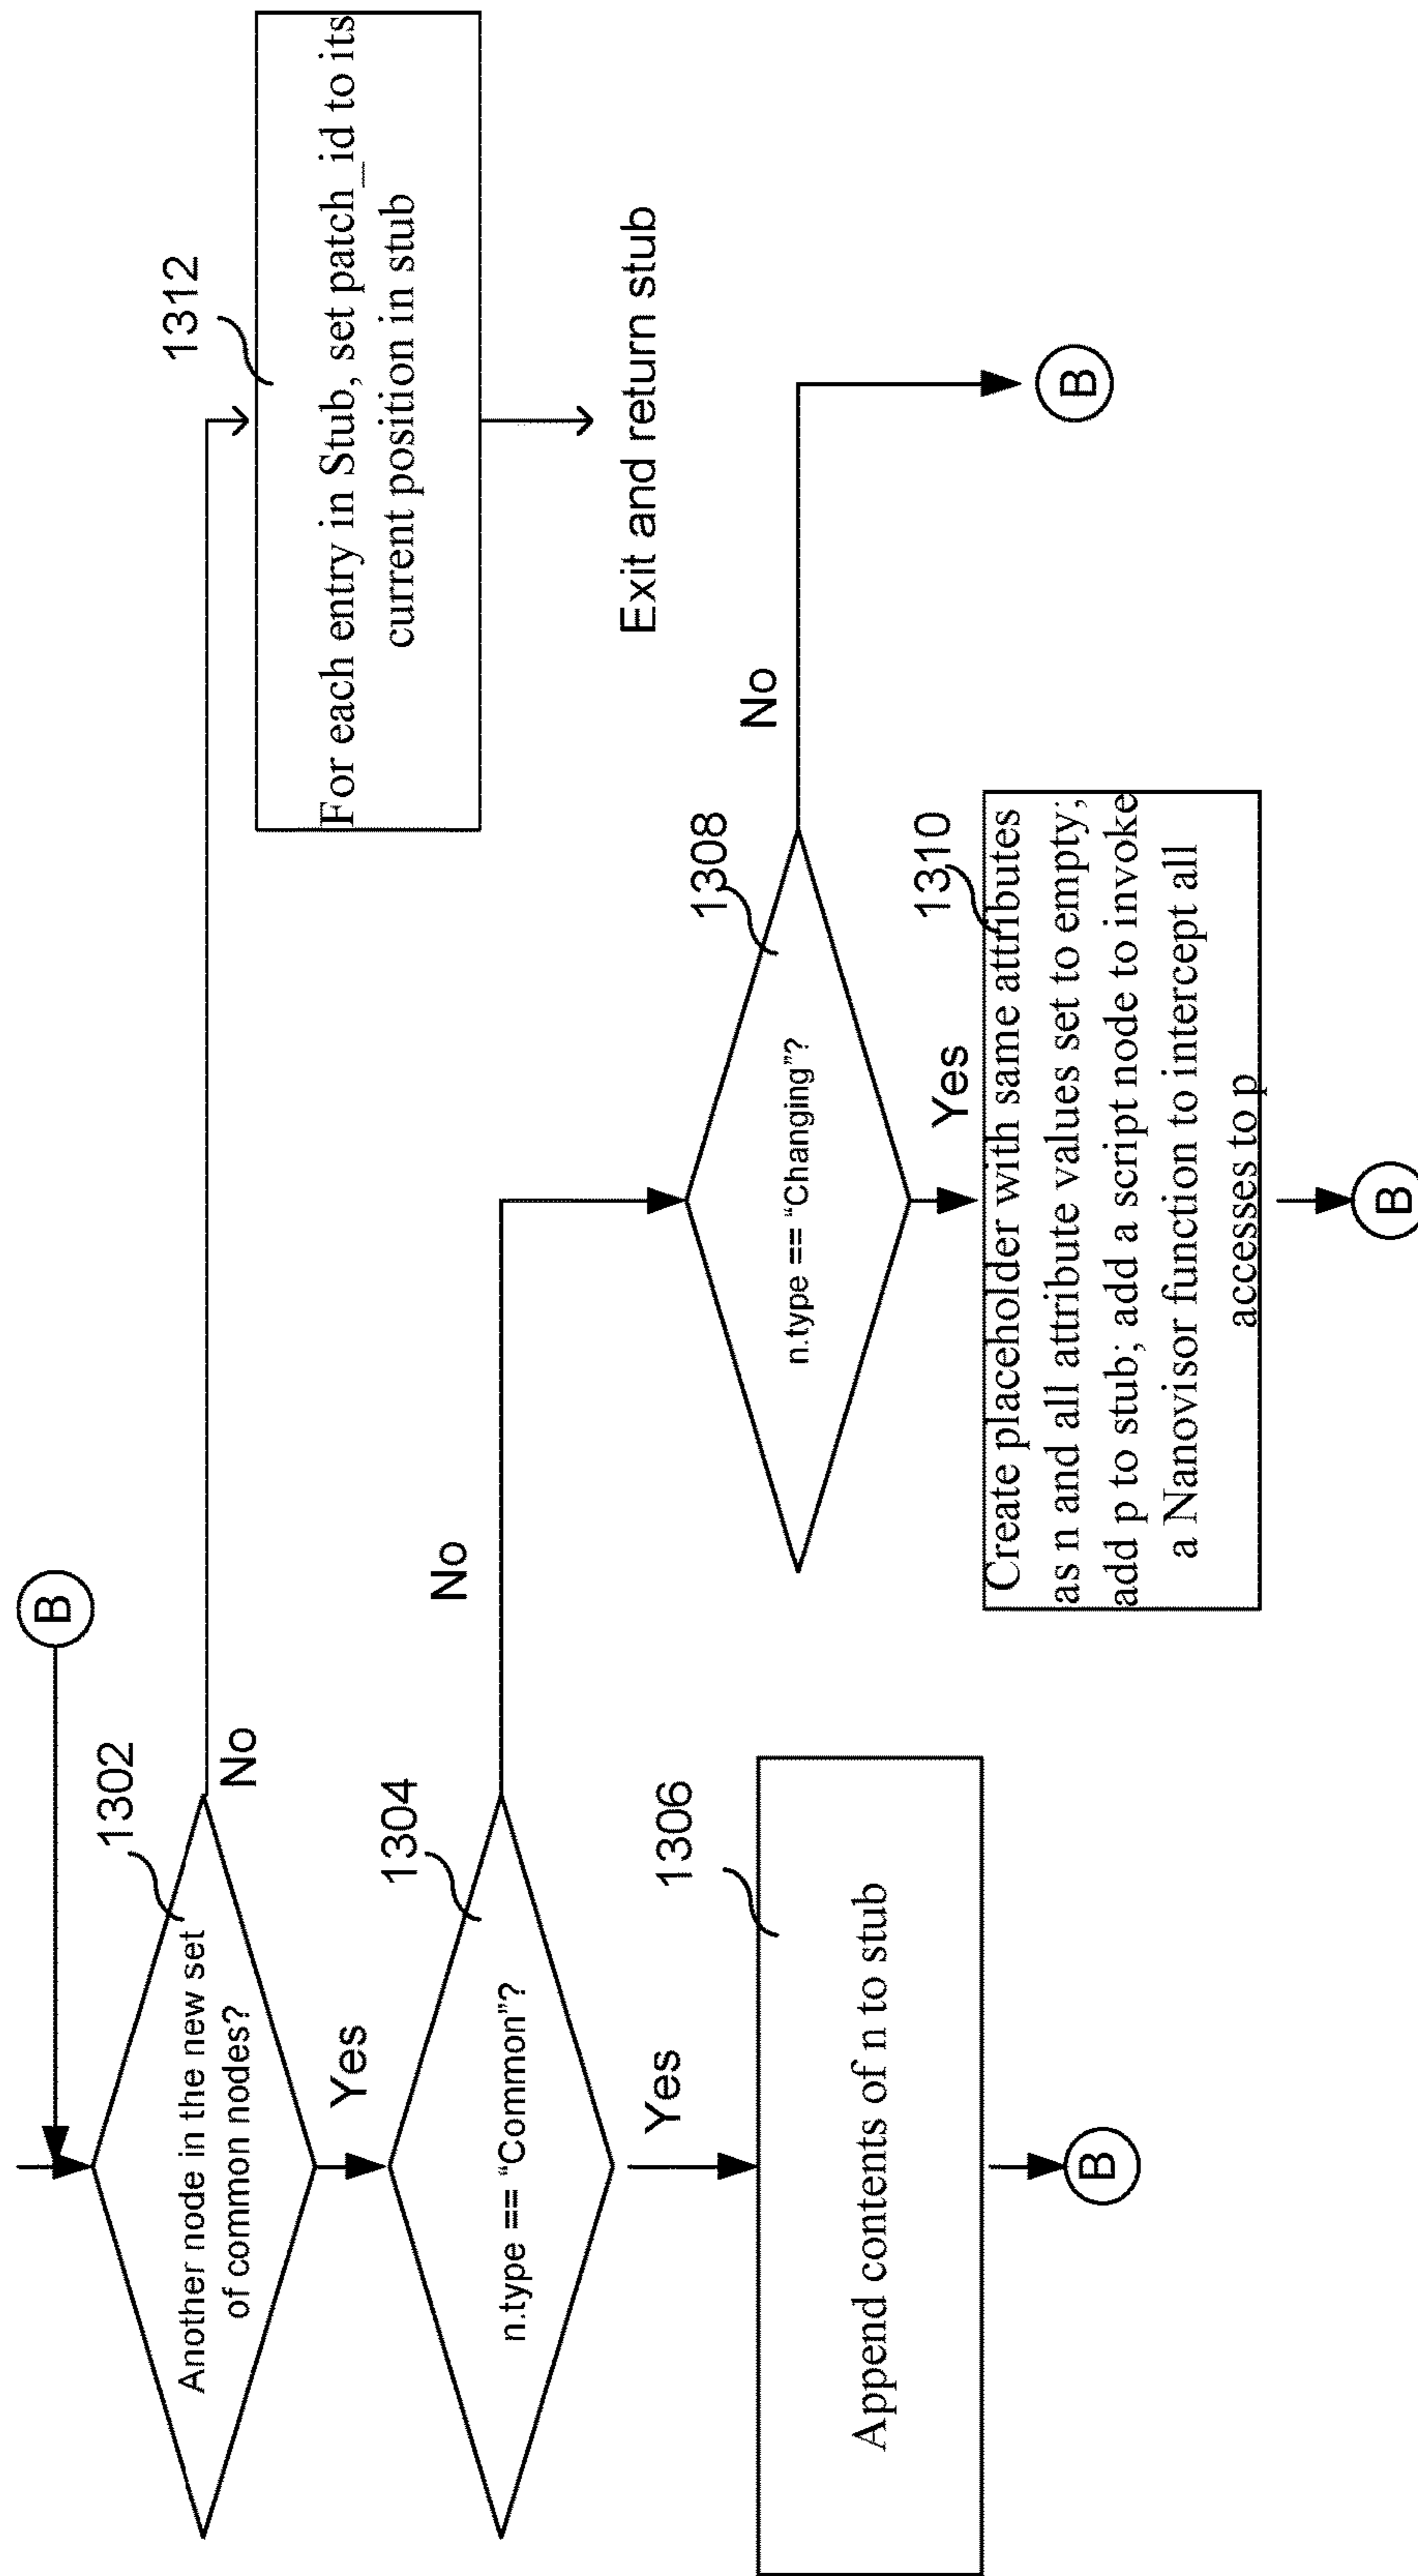 B
1302
Another node in the new set
of common nodes?
No
Yes
1304
n.type == “Common”?
No
Yes
1306
Append contents of n to stub
B
1312
For each entry in Stub, set patch_id to its
current position in stub
Exit and return stub
1308
n.type == “Changing”?
No
B
Yes
1310
Create placeholder with same attributes
as n and all attribute values set to empty;
add p to stub; add a script node to invoke
a Nanovisor function to intercept all
accesses to p
B